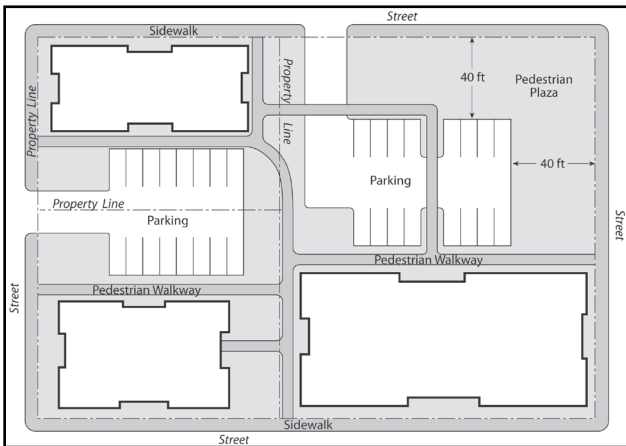 Street
Sidewalk
Property Line
Property Line
40 ft
Pedestrian
Plaza
40 ft
Parking
Property Line
Parking
Street
Pedestrian Walkway
Pedestrian Walkway
Street
Sidewalk
Street